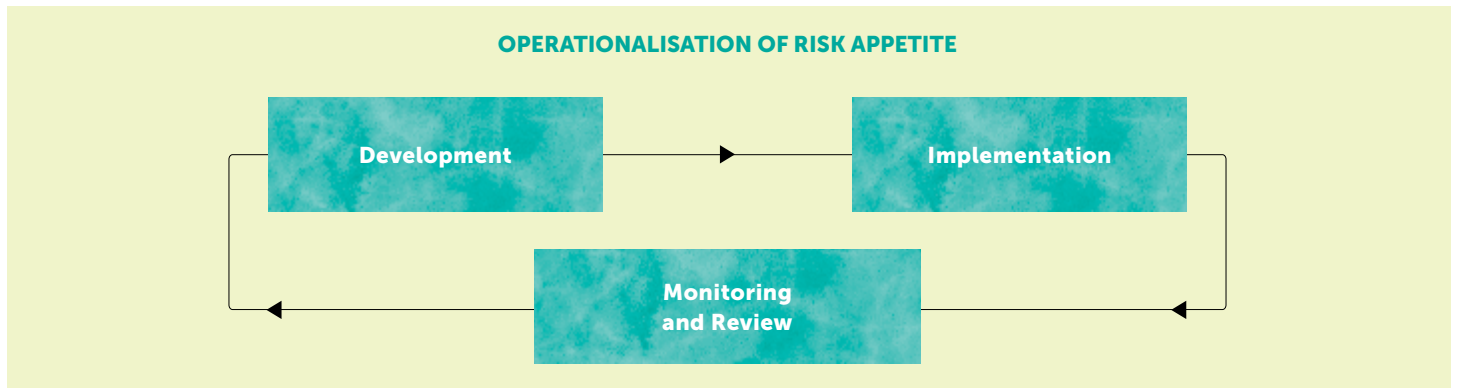 OPERATIONALISATION OF RISK APPETITE
Development
Implementation
Monitoring
and Review